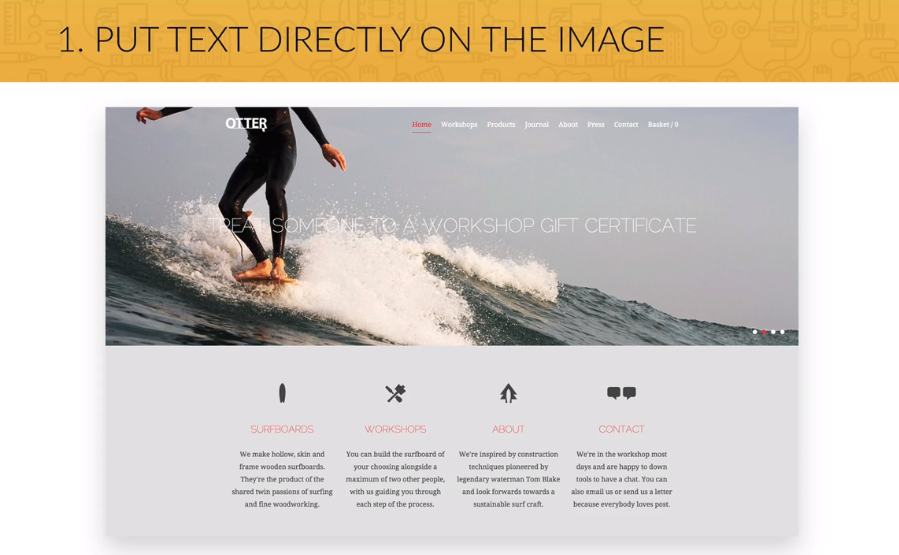 1. PUT TEXT DIRECTLY ON THE IMAGE
OTTER
Home Workshops Products Journal About Press Contact Basket / 0
TREAT SOMEONE TO A WORKSHOP GIFT CERTIFICATE
SURFBOARDS
We make hollow, skin and
frame wooden surfboards.
They're the product of the
shared twin passions of surfing
and fine woodworking.
WORKSHOPS
You can build the surfboard of
your choosing alongside a
maximum of two other people,
with us guiding you through
each step of the process.
ABOUT
We're inspired by construction
techniques pioneered by
legendary waterman Tom Blake
and look forwards towards a
sustainable surf craft.
CONTACT
We're in the workshop most
days and are happy to down
tools to have a chat. You can
also email us or send us a letter
because everybody loves post.